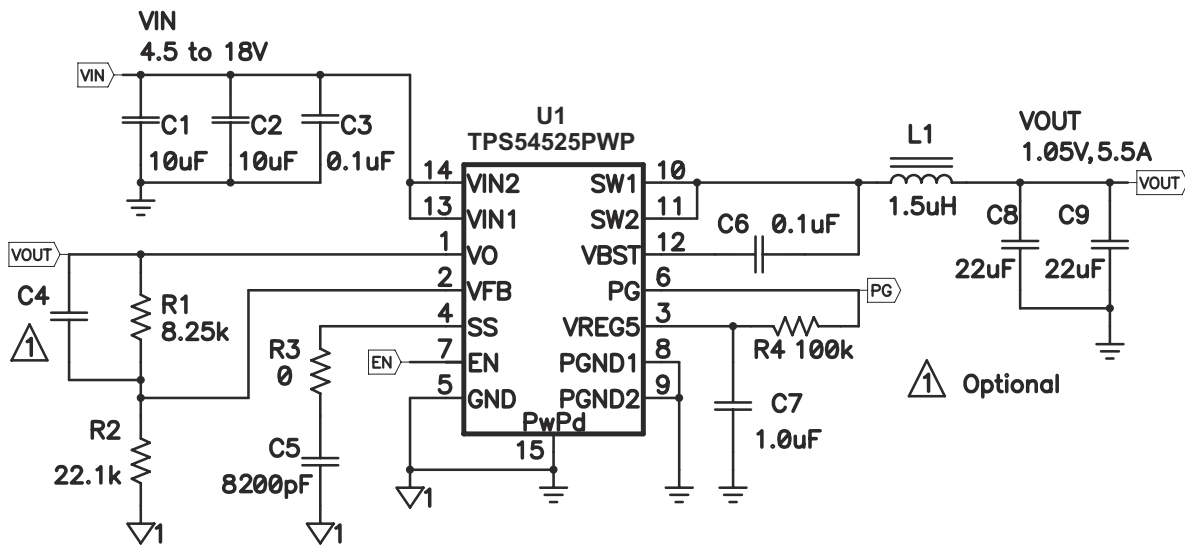 VIN
4.5 to 18V
VIN
C1
10uF
C2
10uF
C3
0.1uF
U1
TPS54525PWP
14 VIN2
13 VIN1
1 VO
2 VFB
4 SS
7 EN
5 GND
PwPd
15
SW1 10
SW2 11
VBST 12
PG 6
VREG5 3
PGND1 8
PGND2 9
VOUT
C4
1
R1
8.25k
R2
22.1k
1
R3
0
C5
8200pF
1
EN
1
C6 0.1uF
L1
1.5uH
VOUT
1.05V,5.5A
VOUT
C8
22uF
C9
22uF
PG
R4 100k
C7
1.0uF
1 Optional